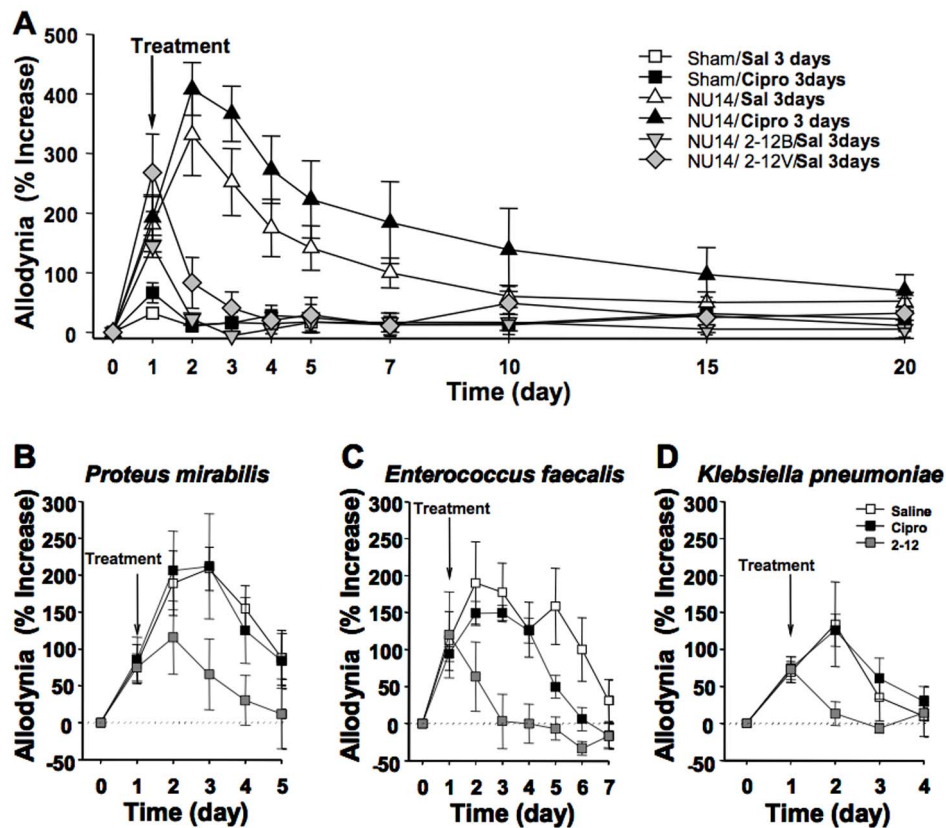 A
Treatment
Allodynia (% Increase)
500
400
300
200
100
0
0 1 2 3 4 5 7 10 15 20
Time (day)
Sham/Sal 3 days
Sham/Cipro 3days
NU14/Sal 3days
NU14/Cipro 3 days
NU14/ 2-12B/Sal 3days
NU14/ 2-12V/Sal 3days
B
Proteus mirabilis
Allodynia (% Increase)
300
250
200
150
100
50
0
-50
Treatment
0 1 2 3 4 5
Time (day)
C
Enterococcus faecalis
Allodynia (% Increase)
300
250
200
150
100
50
0
-50
Treatment
0 1 2 3 4 5 6 7
Time (day)
D
Klebsiella pneumoniae
Allodynia (% Increase)
300
250
200
150
100
50
0
-50
Treatment
Saline
Cipro
2-12
0 1 2 3 4
Time (day)